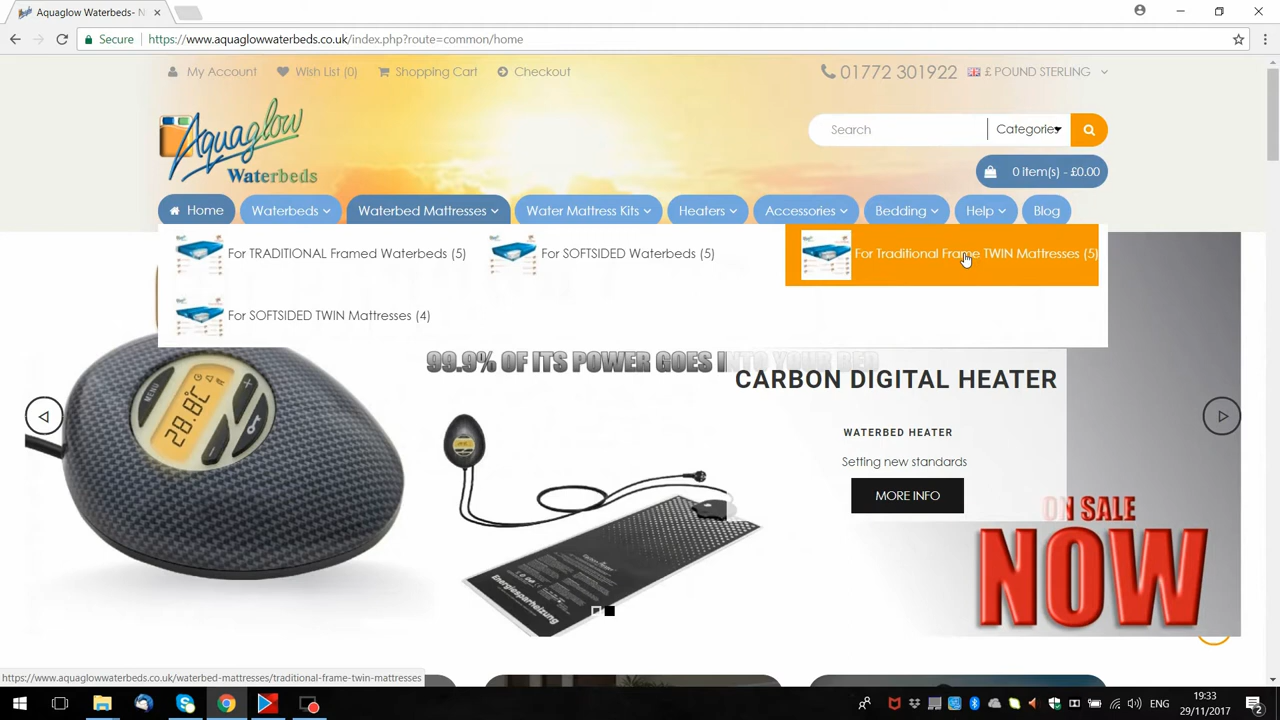 Aquaglow Waterbeds- N
Secure
https://www.aquaglowwaterbeds.co.uk/index.php?route=common/home
My Account
Wish List (0)
Shopping Cart
Checkout
01772 301922
£ POUND STERLING
Aquaglow
Waterbeds
Search
Categories
0 item(s) - £0.00
Home
Waterbeds
Waterbed Mattresses
Water Mattress Kits
Heaters
Accessories
Bedding
Help
Blog
For TRADITIONAL Framed Waterbeds (5)
For SOFTSIDED Waterbeds (5)
For Traditional Frame TWIN Mattresses (5)
For SOFTSIDED TWIN Mattresses (4)
99.9% OF ITS POWER GOES INTO YOUR BED
CARBON DIGITAL HEATER
WATERBED HEATER
Setting new standards
MORE INFO
MENU
28.8°C
Energiesparheizung
ON SALE
NOW
https://www.aquaglowwaterbeds.co.uk/waterbed-mattresses/traditional-frame-twin-mattresses
ENG
19:33
29/11/2017
2